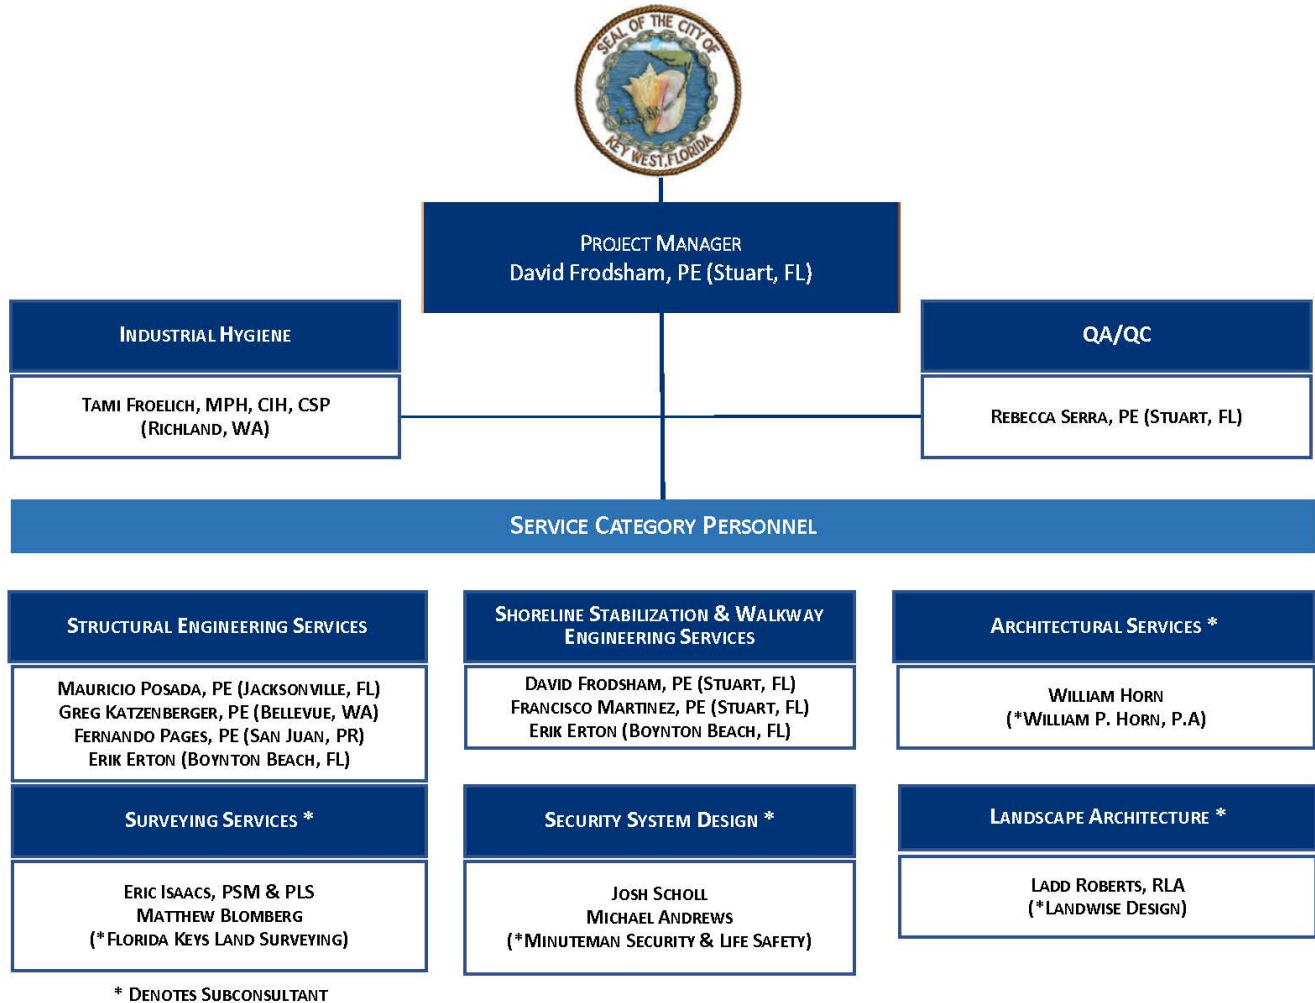 SEAL OF THE CITY OF
KEY WEST, FLORIDA
PROJECT MANAGER
David Frodsham, PE (Stuart, FL)
INDUSTRIAL HYGIENE
TAMI FROELICH, MPH, CIH, CSP
(RICHLAND, WA)
QA/QC
REBECCA SERRA, PE (STUART, FL)
SERVICE CATEGORY PERSONNEL
STRUCTURAL ENGINEERING SERVICES
MAURICIO POSADA, PE (JACKSONVILLE, FL)
GREG KATZENBERGER, PE (BELLEVUE, WA)
FERNANDO PAGES, PE (SAN JUAN, PR)
ERIK ERTON (BOYNTON BEACH, FL)
SHORELINE STABILIZATION & WALKWAY
ENGINEERING SERVICES
DAVID FRODSHAM, PE (STUART, FL)
FRANCISCO MARTINEZ, PE (STUART, FL)
ERIK ERTON (BOYNTON BEACH, FL)
ARCHITECTURAL SERVICES *
WILLIAM HORN
(*WILLIAM P. HORN, P.A)
SURVEYING SERVICES *
ERIC ISAACS, PSM & PLS
MATTHEW BLOMBERG
(*FLORIDA KEYS LAND SURVEYING)
SECURITY SYSTEM DESIGN *
JOSH SCHOLL
MICHAEL ANDREWS
(*MINUTEMAN SECURITY & LIFE SAFETY)
LANDSCAPE ARCHITECTURE *
LADD ROBERTS, RLA
(*LANDWISE DESIGN)
* DENOTES SUBCONSULTANT